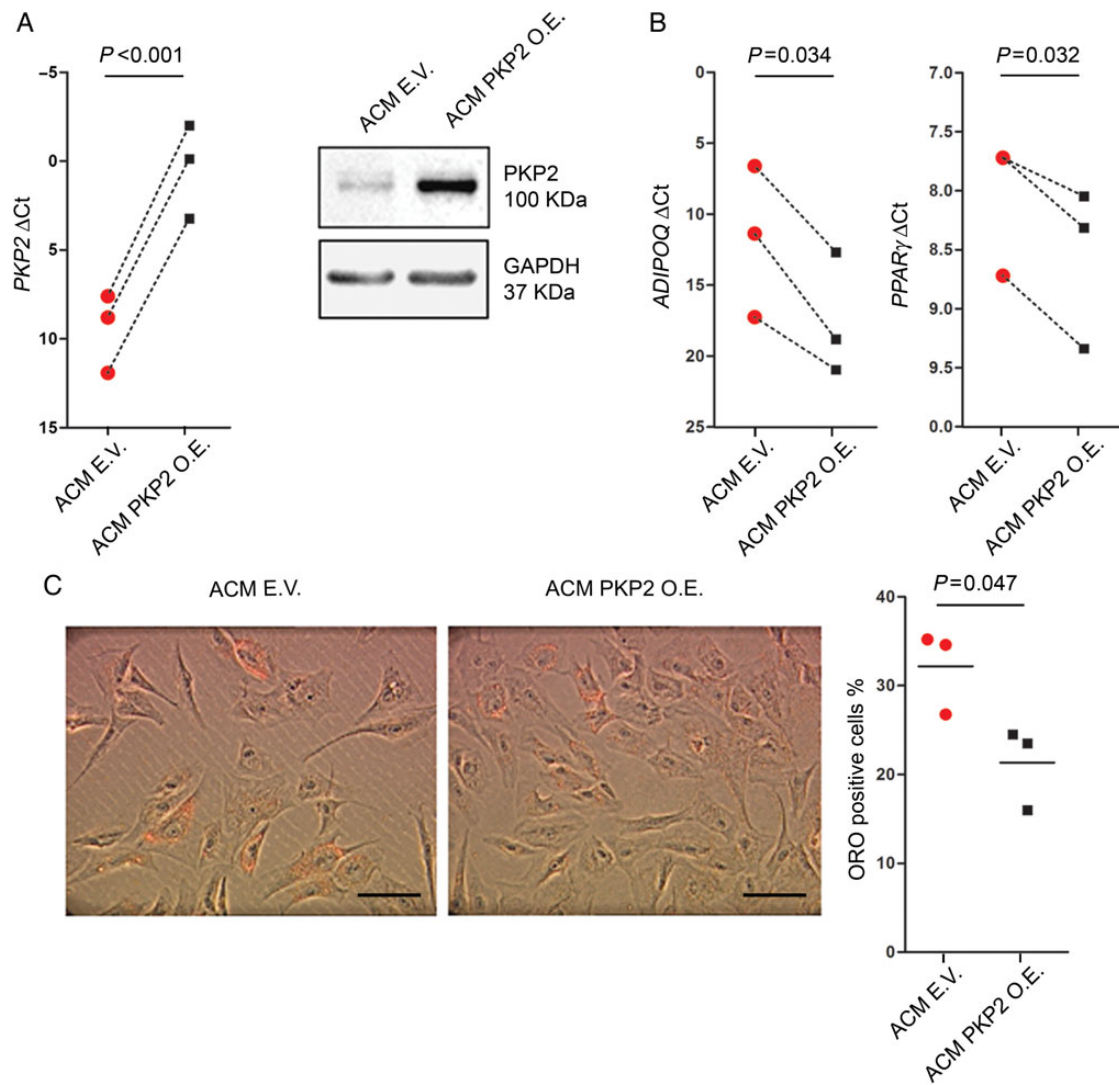 A
P<0.001
–5
0
5
10
15
PKP2 ΔCt
ACM E.V.
ACM PKP2 O.E.
ACM E.V.
ACM PKP2 O.E.
PKP2
100 KDa
GAPDH
37 KDa
B
P=0.034
0
5
10
15
20
25
ADIPOQ ΔCt
ACM E.V.
ACM PKP2 O.E.
P=0.032
7.0
7.5
8.0
8.5
9.0
9.5
0.0
PPARγ ΔCt
ACM E.V.
ACM PKP2 O.E.
C
ACM E.V.
ACM PKP2 O.E.
P=0.047
40
30
20
10
0
ORO positive cells %
ACM E.V.
ACM PKP2 O.E.